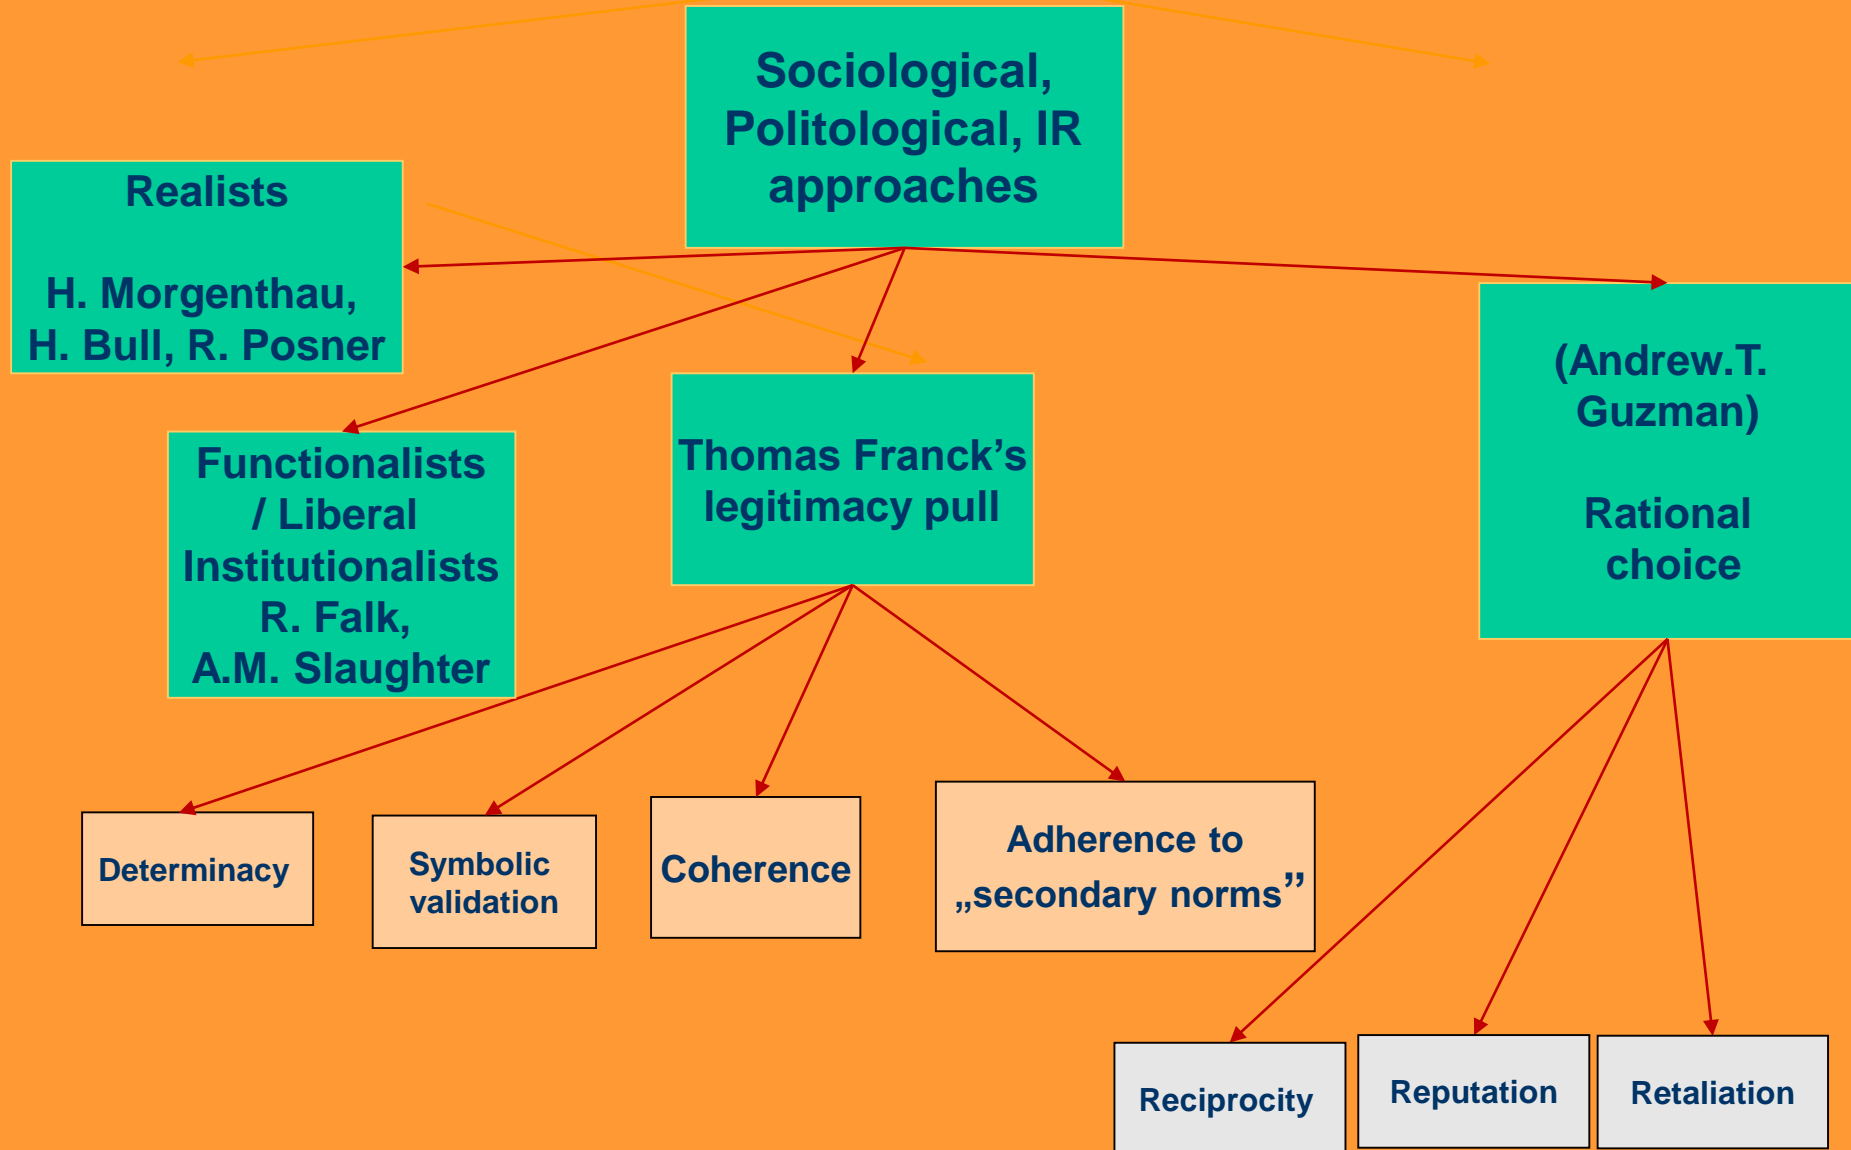 Sociological,
Politological, IR
approaches
Realists
H. Morgenthau,
H. Bull, R. Posner
Functionalists
/ Liberal
Institutionalists
R. Falk,
A.M. Slaughter
Thomas Franck’s
legitimacy pull
(Andrew.T.
Guzman)
Rational
choice
Determinacy
Symbolic
validation
Coherence
Adherence to
„secondary norms”
Reciprocity
Reputation
Retaliation